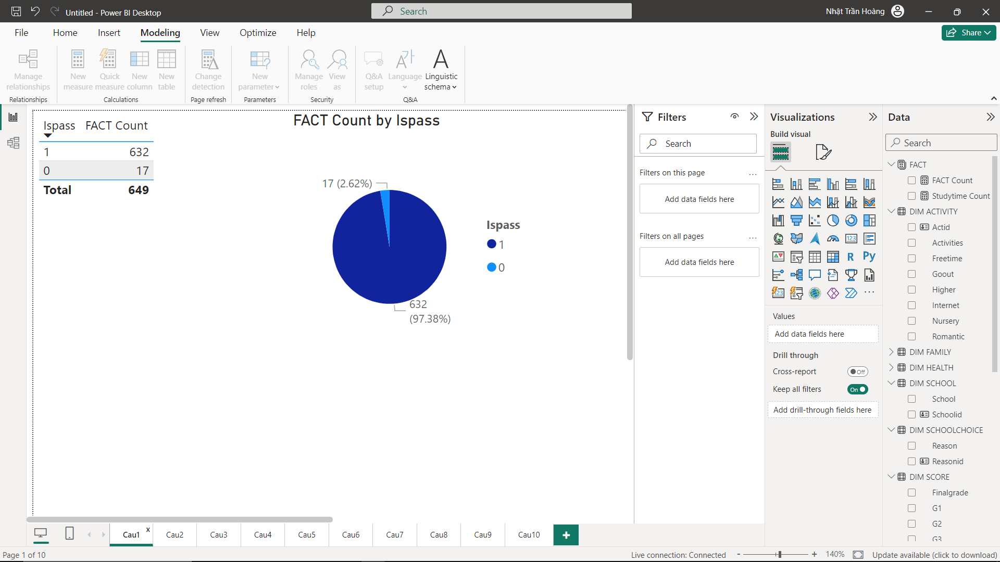 Untitled - Power BI Desktop
Search
Nhật Trần Hoàng
File
Home
Insert
Modeling
View
Optimize
Help
Share
Manage
relationships
New
measure
Quick
measure
New
column
New
table
Change
detection
New
parameter
Manage
roles
View
as
Q&A
setup
Language
Linguistic
schema
Relationships
Calculations
Page refresh
Parameters
Security
Q&A
Ispass FACT Count
1 632
0 17
Total 649
FACT Count by Ispass
17 (2.62%)
632
(97.38%)
Ispass
1
0
Filters
Search
Filters on this page
...
Add data fields here
Filters on all pages
...
Add data fields here
Visualizations
Build visual
123
R
Py
123
...
Values
Add data fields here
Drill through
Cross-report
Off
Keep all filters
On
Add drill-through fields here
Data
Search
FACT
FACT Count
Studytime Count
DIM ACTIVITY
Actid
Activities
Freetime
Goout
Higher
Internet
Nursery
Romantic
DIM FAMILY
DIM HEALTH
DIM SCHOOL
School
Schoolid
DIM SCHOOLCHOICE
Reason
Reasonid
DIM SCORE
Finalgrade
G1
G2
G3
Cau1
x
Cau2
Cau3
Cau4
Cau5
Cau6
Cau7
Cau8
Cau9
Cau10
+
Page 1 of 10
Live connection: Connected
- + 140%
Update available (click to download)